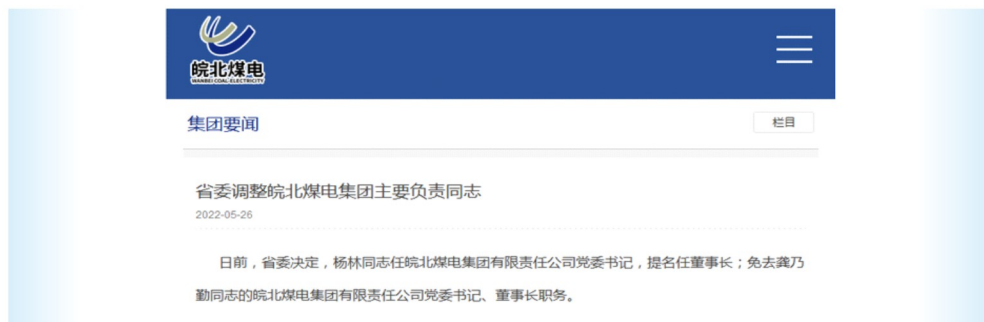 皖北煤电
WANBEI COAL-ELECTRICITY
集团要闻
栏目
省委调整皖北煤电集团主要负责同志
2022-05-26
日前，省委决定，杨林同志任皖北煤电集团有限责任公司党委书记，提名任董事长；免去龚乃
勤同志的皖北煤电集团有限责任公司党委书记、董事长职务。